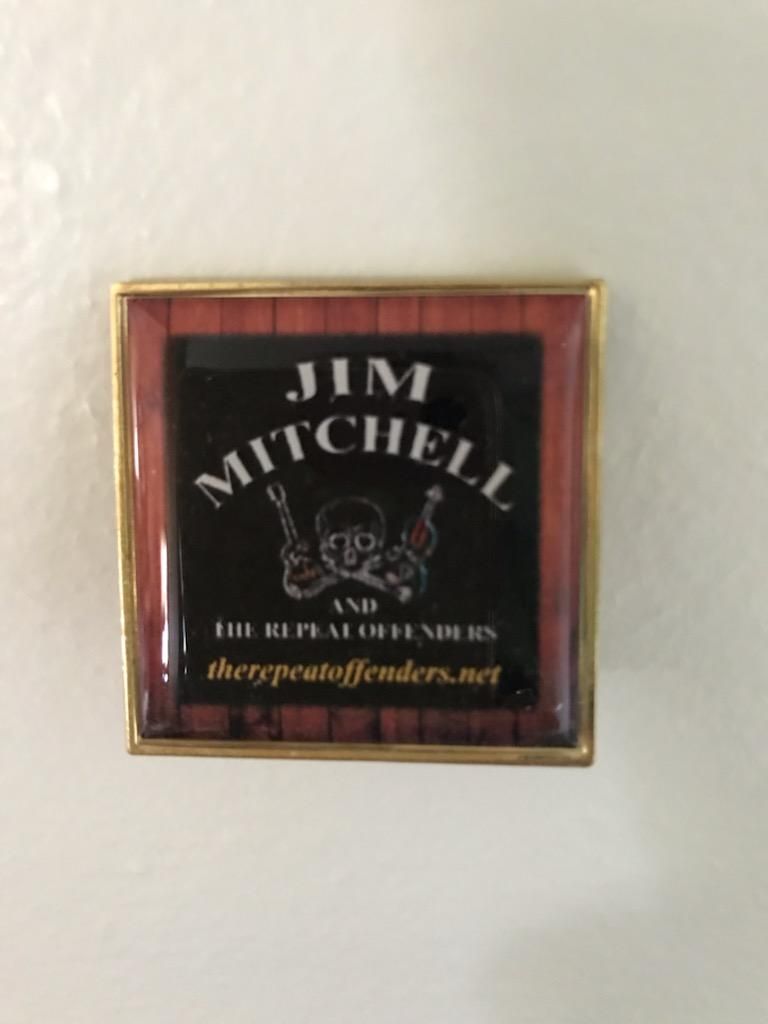 JIM
MITCHELL
AND
THE REPEAT OFFENDERS
therepeatoffenders.net